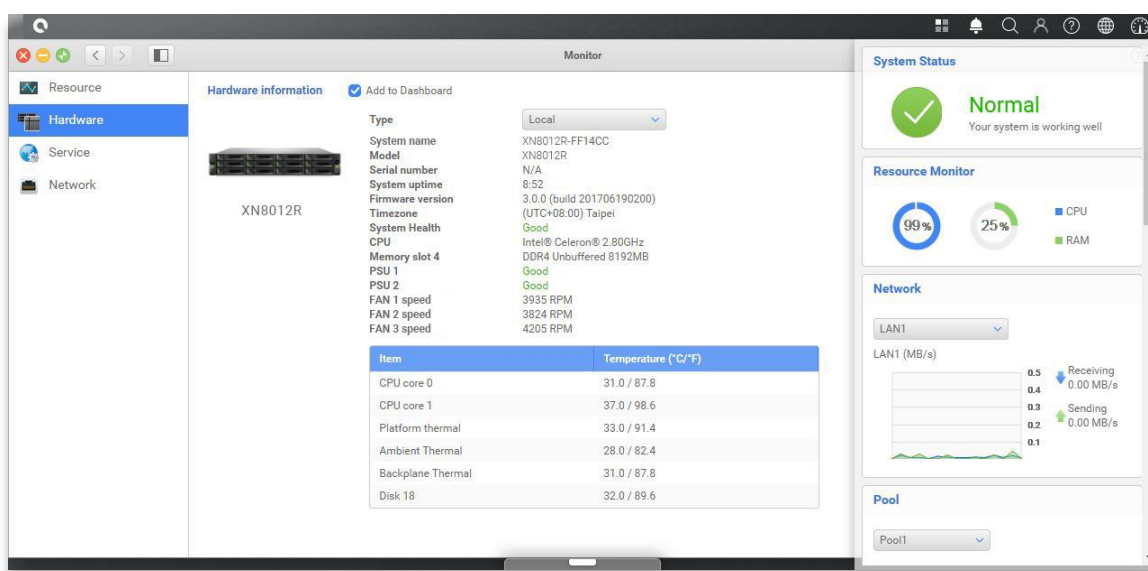 Monitor
Resource
Hardware
Service
Network
Hardware information
Add to Dashboard
XN8012R
Type Local
System name XN8012R-FF14CC
Model XN8012R
Serial number N/A
System uptime 8:52
Firmware version 3.0.0 (build 201706190200)
Timezone (UTC+08:00) Taipei
System Health Good
CPU Intel® Celeron® 2.80GHz
Memory slot 4 DDR4 Unbuffered 8192MB
PSU 1 Good
PSU 2 Good
FAN 1 speed 3935 RPM
FAN 2 speed 3824 RPM
FAN 3 speed 4205 RPM
Item Temperature (°C/°F)
CPU core 0 31.0 / 87.8
CPU core 1 37.0 / 98.6
Platform thermal 33.0 / 91.4
Ambient Thermal 28.0 / 82.4
Backplane Thermal 31.0 / 87.8
Disk 18 32.0 / 89.6
System Status
Normal
Your system is working well
Resource Monitor
99%
25%
CPU
RAM
Network
LAN1
LAN1 (MB/s)
0.5
0.4
0.3
0.2
0.1
Receiving
0.00 MB/s
Sending
0.00 MB/s
Pool
Pool1